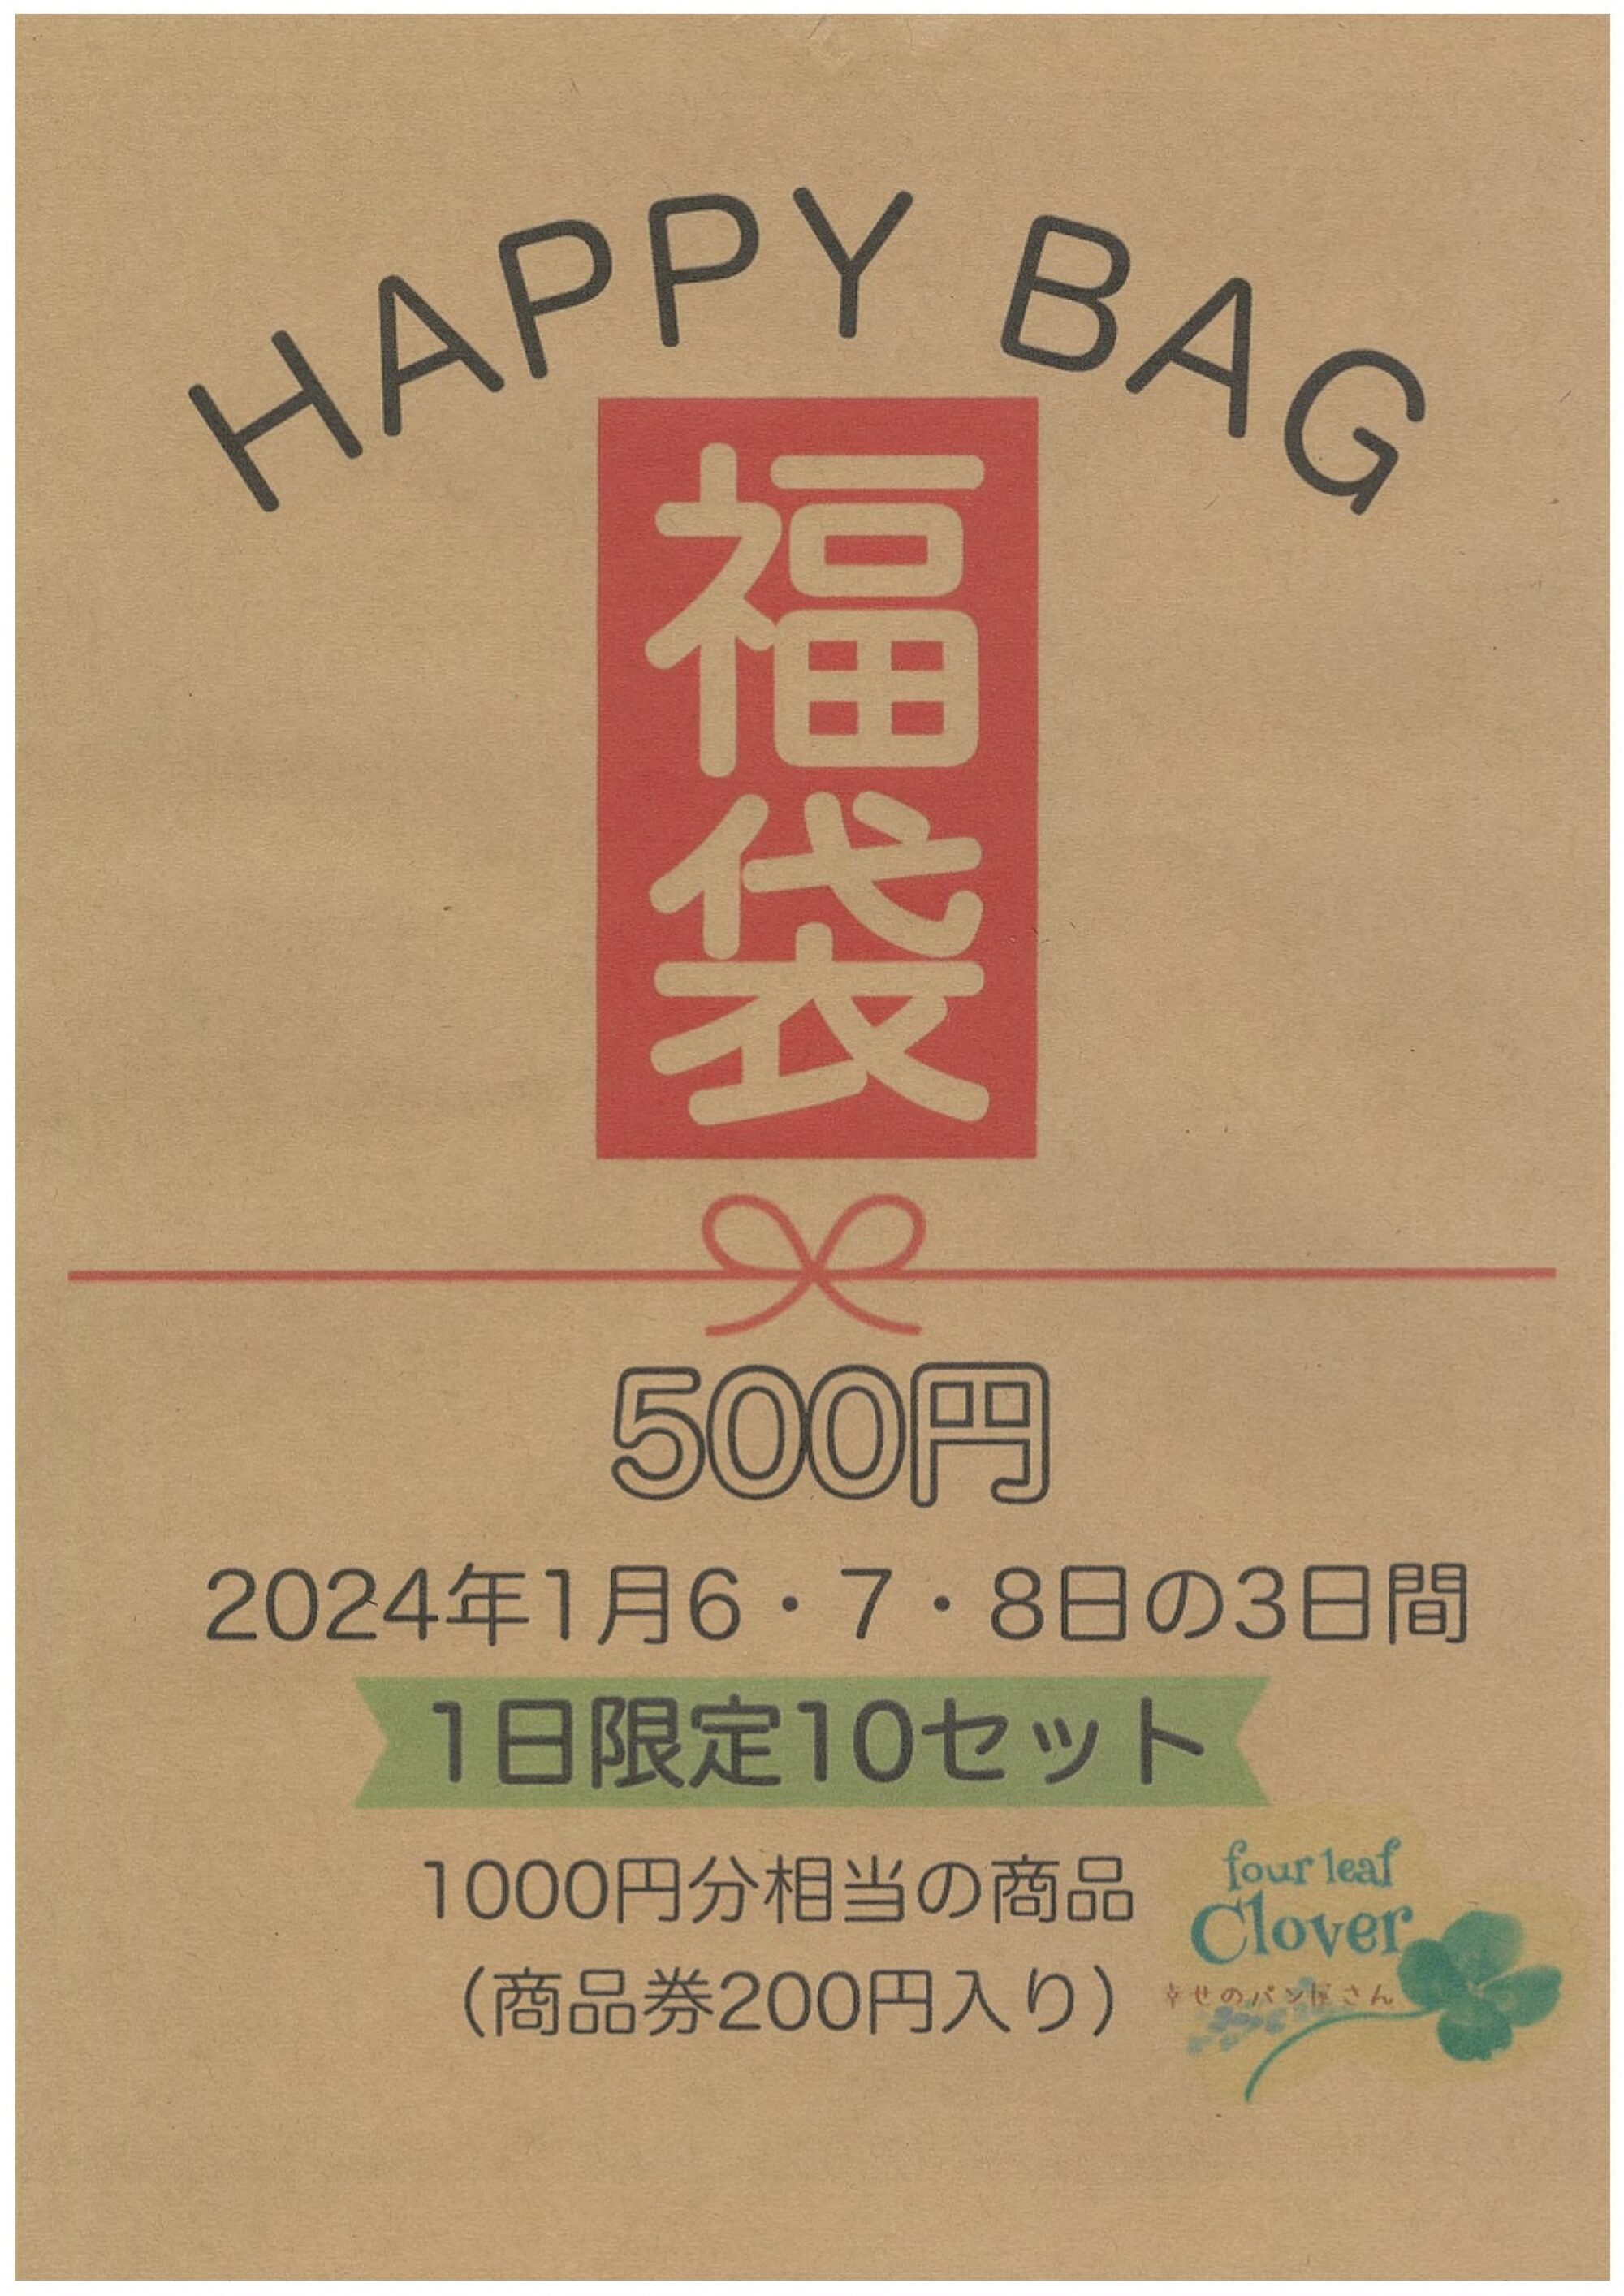 HAPPY BAG
福袋
500円
2024年1月6・7・8日の3日間
1日限定10セット
1000円分相当の商品
(商品券200円入り)
four leaf
Clover
幸せのパン屋さん